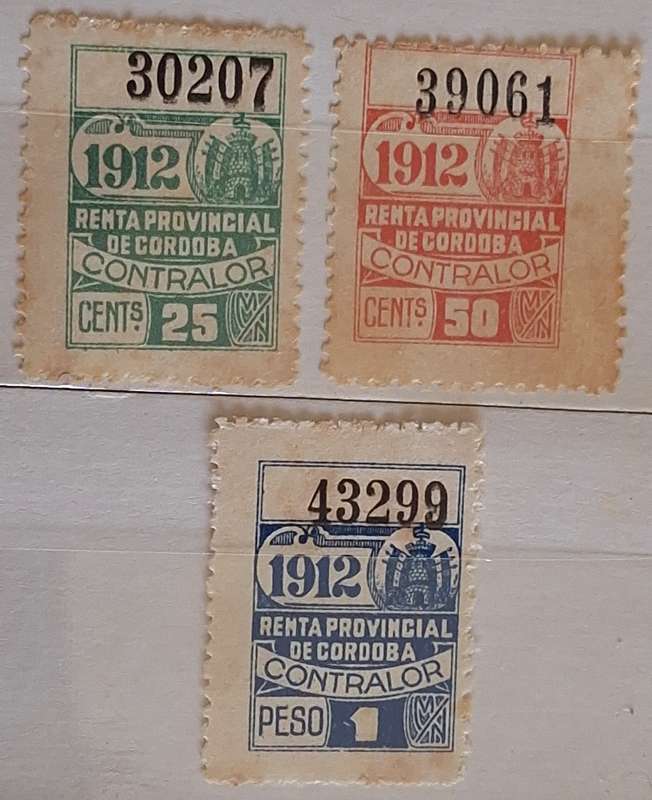 30207
1912
RENTA PROVINCIAL
DE CORDOBA
CONTRALOR
CENTS. 25 M/N
39061
1912
RENTA PROVINCIAL
DE CORDOBA
CONTRALOR
CENTS. 50 M/N
43299
1912
RENTA PROVINCIAL
DE CORDOBA
CONTRALOR
PESO 1 M/N